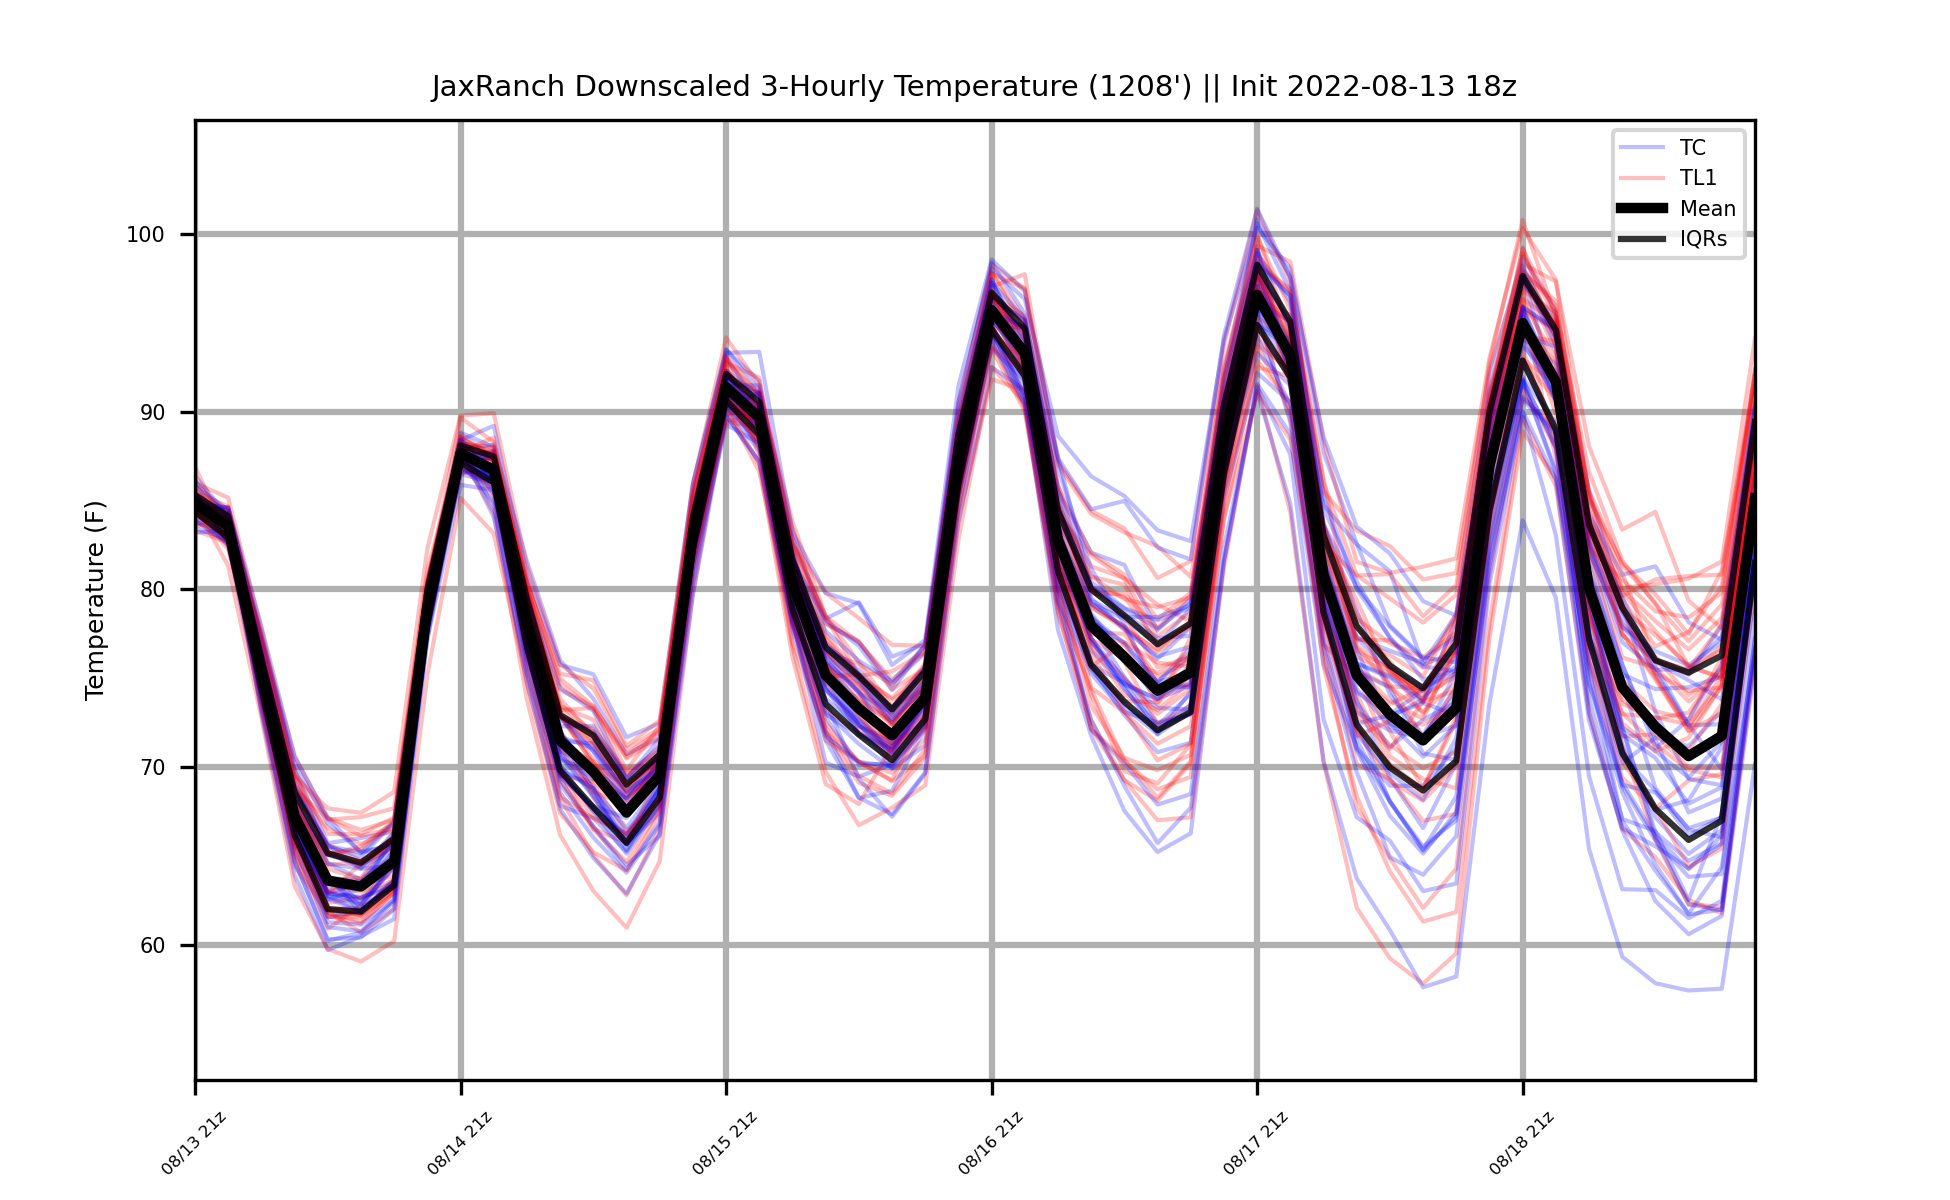 JaxRanch Downscaled 3-Hourly Temperature (1208') || Init 2022-08-13 18z
TC
TL1
Mean
IQRs
Temperature (F)
100
90
80
70
60
08/13 21z
08/14 21z
08/15 21z
08/16 21z
08/17 21z
08/18 21z